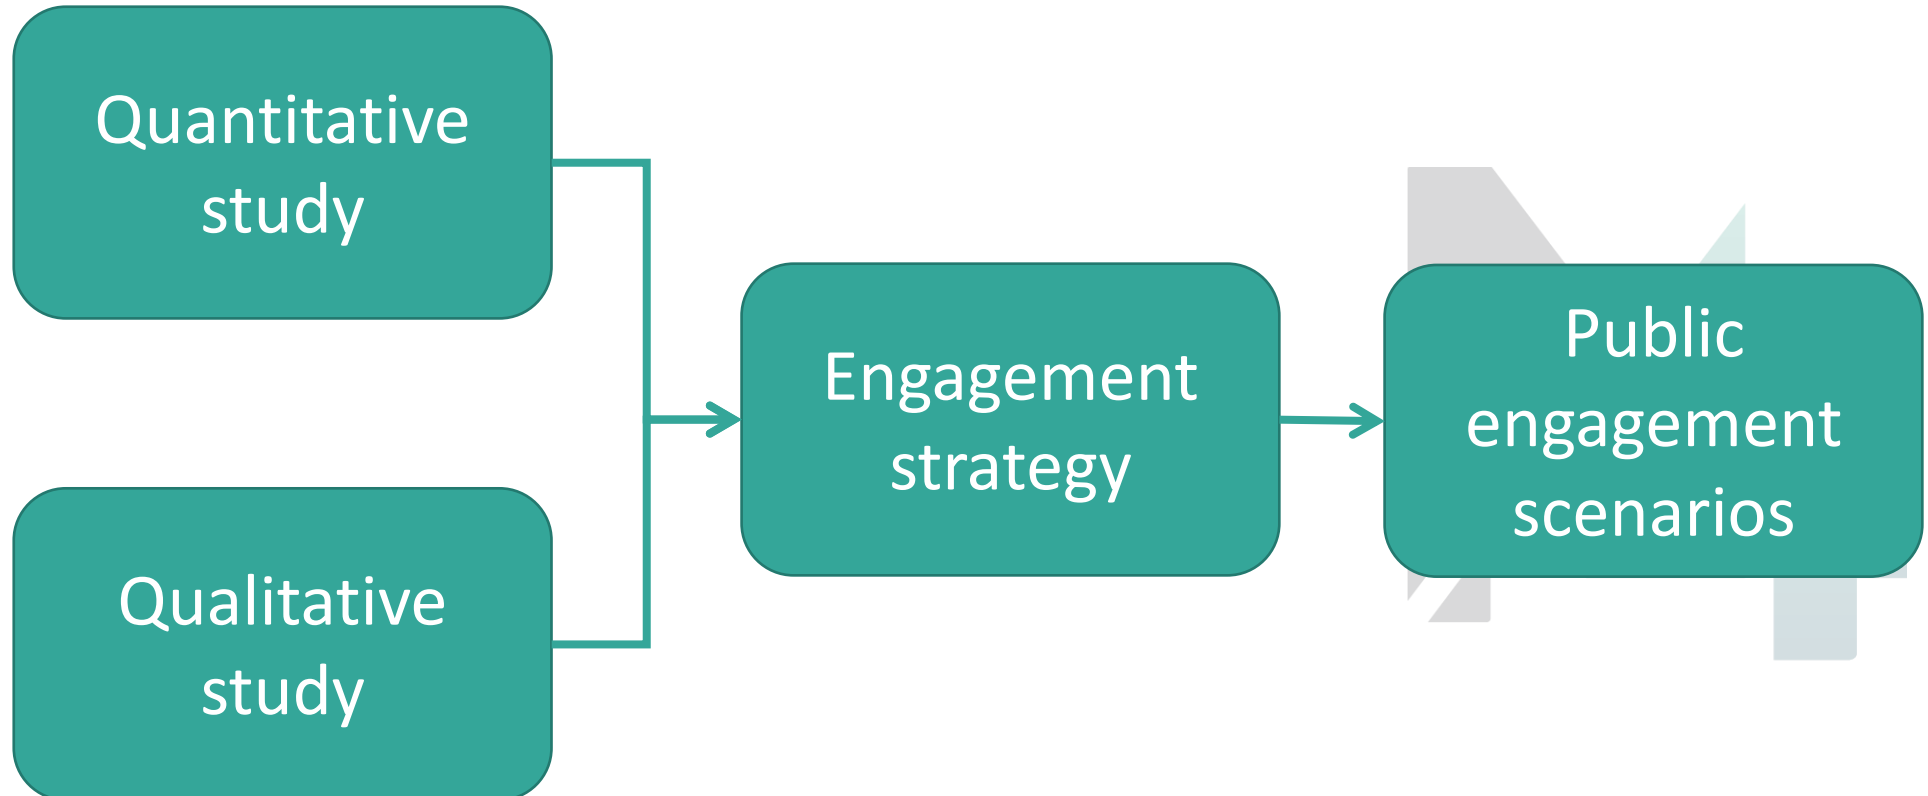 Quantitative
study
Qualitative
study
Engagement
strategy
Public
engagement
scenarios